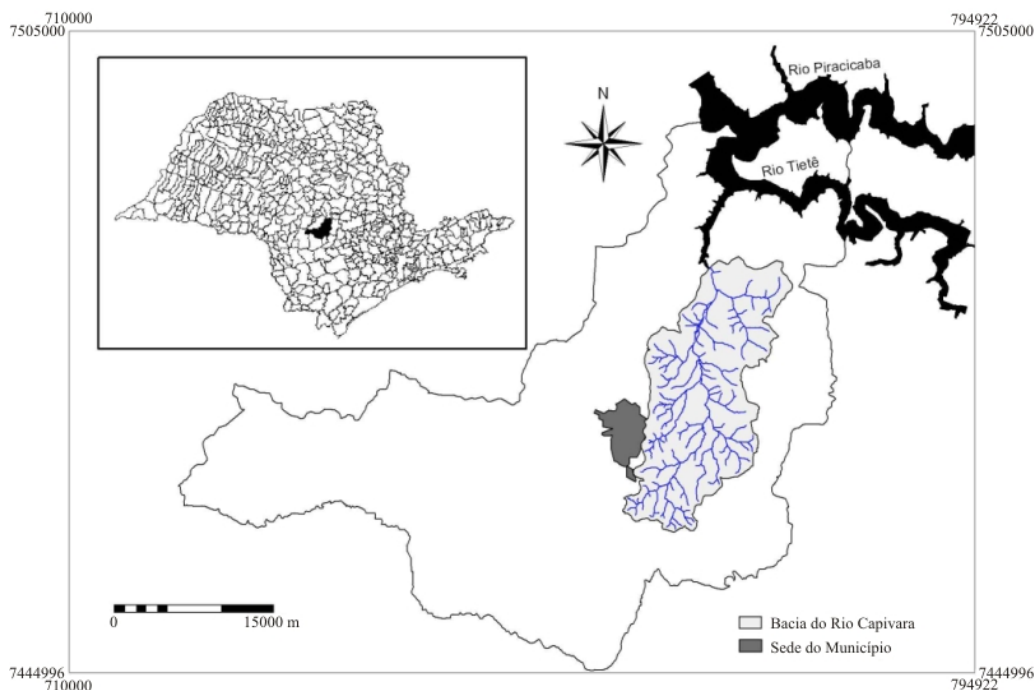 710000
794922
7505000
7505000
Rio Piracicaba
N
Rio Tietê
0
15000 m
Bacia do Rio Capivara
Sede do Município
7444996
7444996
710000
794922